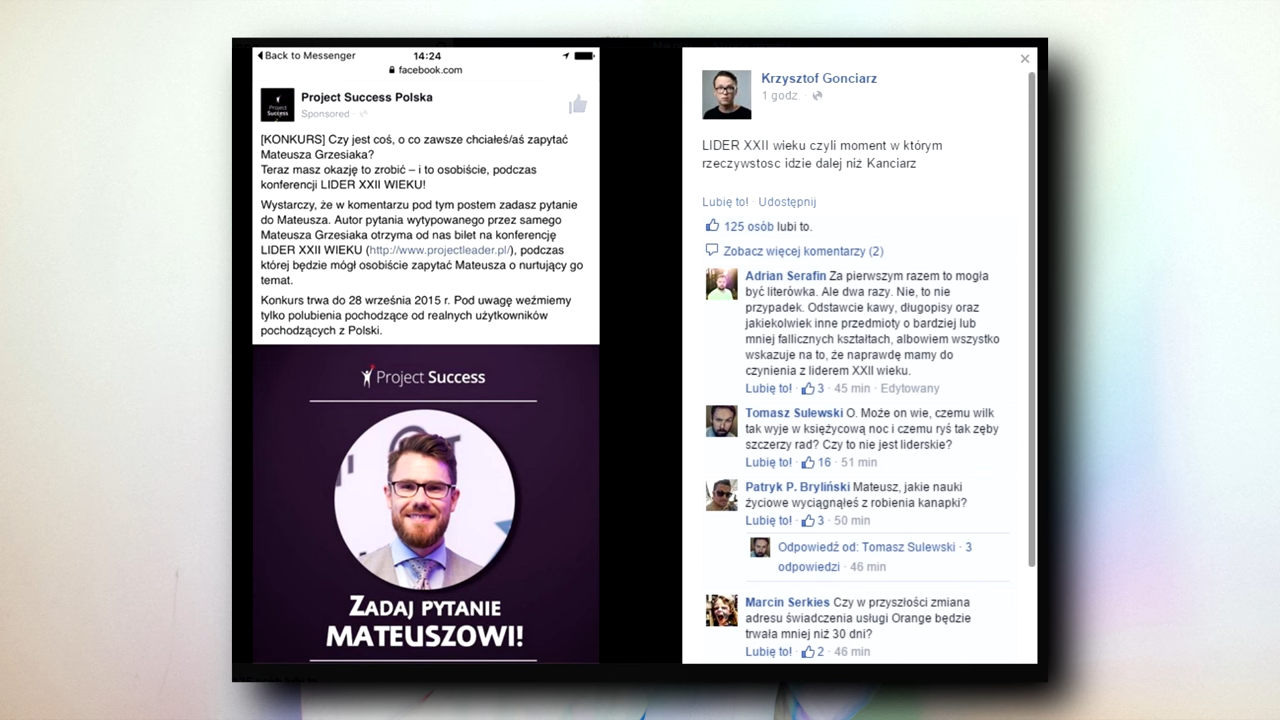 Back to Messenger
14:24
facebook.com
Project Success
Project Success Polska
Sponsored ·
[KONKURS] Czy jest coś, o co zawsze chciałeś/aś zapytać
Mateusza Grzesiaka?
Teraz masz okazję to zrobić – i to osobiście, podczas
konferencji LIDER XXII WIEKU!
Wystarczy, że w komentarzu pod tym postem zadasz pytanie
do Mateusza. Autor pytania wytypowanego przez samego
Mateusza Grzesiaka otrzyma od nas bilet na konferencję
LIDER XXII WIEKU (http://www.projectleader.pl/), podczas
której będzie mógł osobiście zapytać Mateusza o nurtujący go
temat.
Konkurs trwa do 28 września 2015 r. Pod uwagę weźmiemy
tylko polubienia pochodzące od realnych użytkowników
pochodzących z Polski.
Project Success
ZADAJ PYTANIE
MATEUSZOWI!
Krzysztof Gonciarz
1 godz. ·
LIDER XXII wieku czyli moment w którym
rzeczywstosc idzie dalej niż Kanciarz
Lubię to! · Udostępnij
125 osób lubi to.
Zobacz więcej komentarzy (2)
Adrian Serafin Za pierwszym razem to mogła
być literówka. Ale dwa razy. Nie, to nie
przypadek. Odstawcie kawy, długopisy oraz
jakiekolwiek inne przedmioty o bardziej lub
mniej fallicznych kształtach, albowiem wszystko
wskazuje na to, że naprawdę mamy do
czynienia z liderem XXII wieku.
Lubię to! · 3 · 45 min · Edytowany
Tomasz Sulewski O. Może on wie, czemu wilk
tak wyje w księżycową noc i czemu ryś tak zęby
szczerzy rad? Czy to nie jest liderskie?
Lubię to! · 16 · 51 min
Patryk P. Bryliński Mateusz, jakie nauki
życiowe wyciągnąłeś z robienia kanapki?
Lubię to! · 3 · 50 min
Odpowiedź od: Tomasz Sulewski · 3
odpowiedzi · 46 min
Marcin Serkies Czy w przyszłości zmiana
adresu świadczenia usługi Orange będzie
trwała mniej niż 30 dni?
Lubię to! · 2 · 46 min